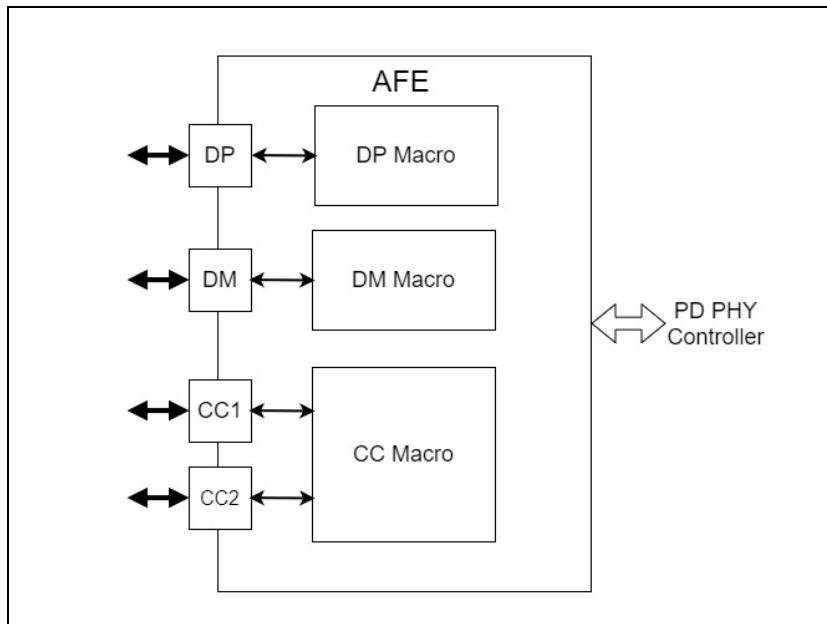 AFE
DP
DP Macro
DM
DM Macro
PD PHY
Controller
CC1
CC Macro
CC2